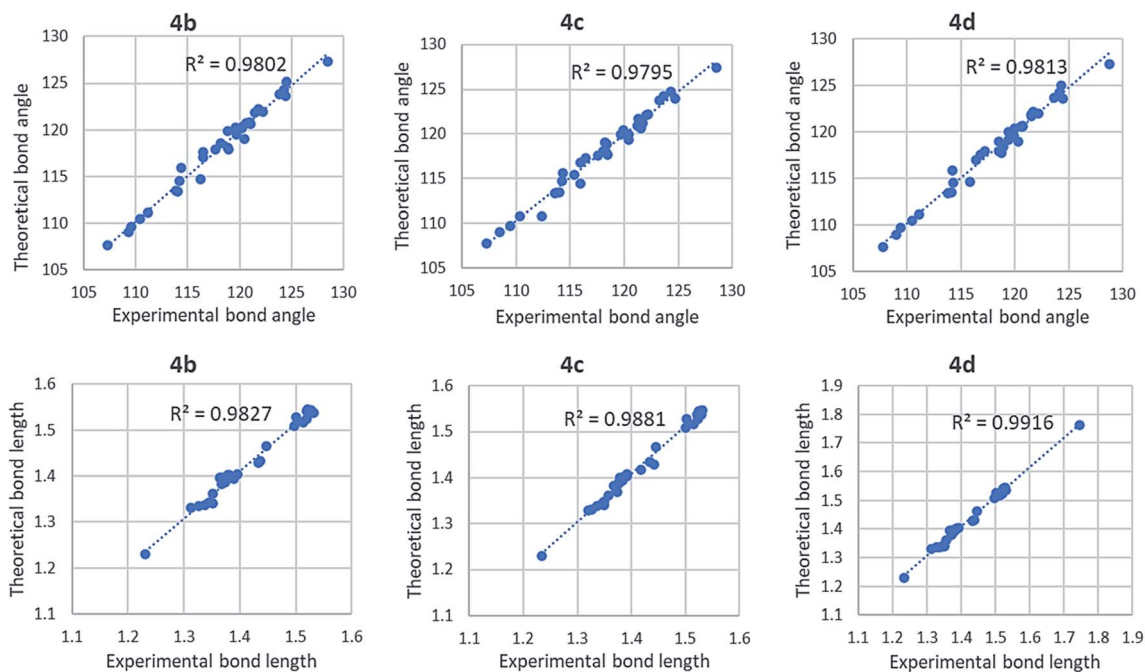 4b
130
125
120
115
110
105
Theoretical bond angle
R² = 0.9802
105 110 115 120 125 130
Experimental bond angle
4c
130
125
120
115
110
105
Theoretical bond angle
R² = 0.9795
105 110 115 120 125 130
Experimental bond angle
4d
130
125
120
115
110
105
Theoretical bond angle
R² = 0.9813
105 110 115 120 125 130
Experimental bond angle
4b
1.6
1.5
1.4
1.3
1.2
1.1
Theoretical bond length
R² = 0.9827
1.1 1.2 1.3 1.4 1.5 1.6
Experimental bond length
4c
1.6
1.5
1.4
1.3
1.2
1.1
Theoretical bond length
R² = 0.9881
1.1 1.2 1.3 1.4 1.5 1.6
Experimental bond length
4d
1.9
1.8
1.7
1.6
1.5
1.4
1.3
1.2
1.1
Theoretical bond length
R² = 0.9916
1.1 1.2 1.3 1.4 1.5 1.6 1.7 1.8 1.9
Experimental bond length